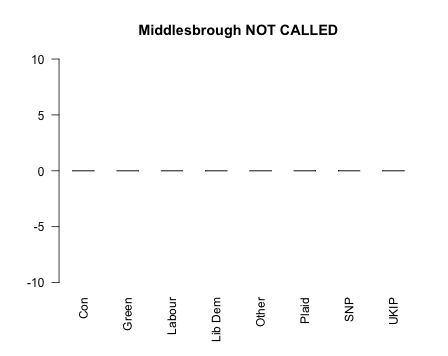 Middlesbrough NOT CALLED
10
5
0
-5
-10
Con
Green
Labour
Lib Dem
Other
Plaid
SNP
UKIP